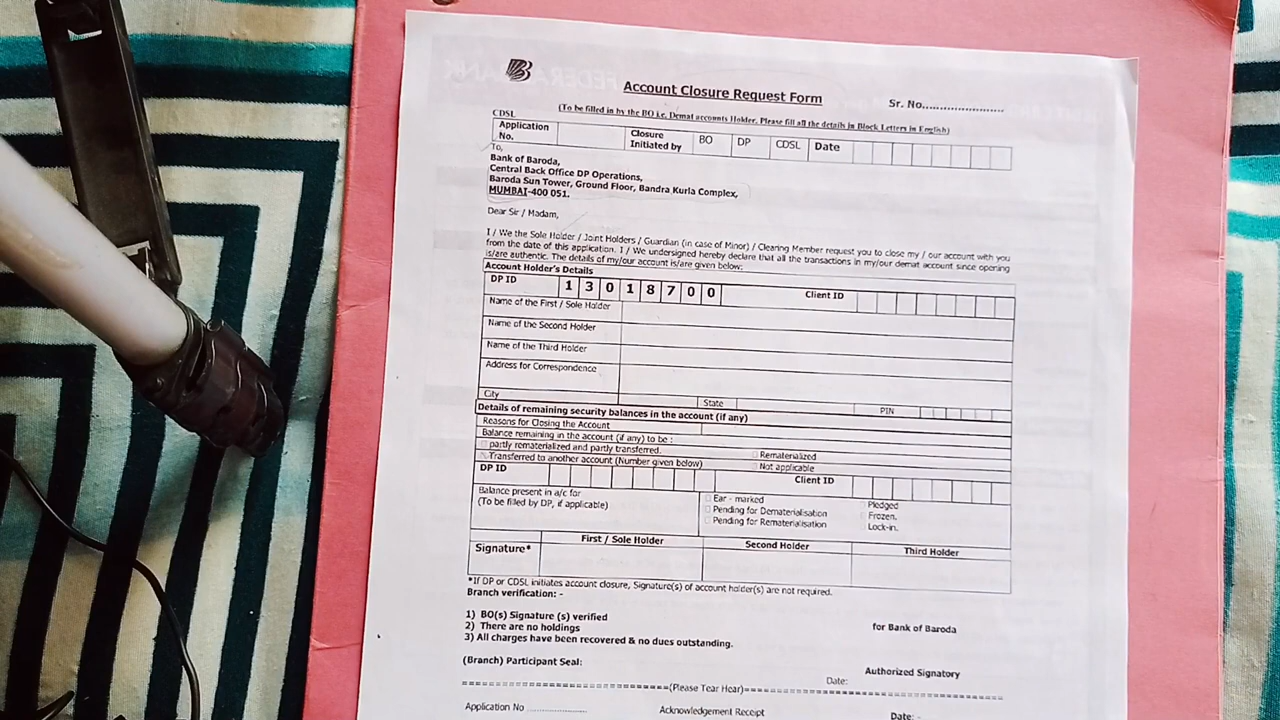 Account Closure Request Form
Sr. No........................
(To be filled in by the BO i.e. Demat accounts Holder. Please fill all the details in Block Letters in English)
CDSL
Application No. Closure Initiated by BO DP CDSL Date
To,
Bank of Baroda,
Central Back Office DP Operations,
Baroda Sun Tower, Ground Floor, Bandra Kurla Complex,
MUMBAI-400 051.
Dear Sir / Madam,
I / We the Sole Holder / Joint Holders / Guardian (in case of Minor) / Clearing Member request you to close my / our account with you
from the date of this application. I / We undersigned hereby declare that all the transactions in my/our demat account since opening
is/are authentic. The details of my/our account is/are given below:
Account Holder's Details
DP ID 1 3 0 1 8 7 0 0 Client ID
Name of the First / Sole Holder
Name of the Second Holder
Name of the Third Holder
Address for Correspondence
City State PIN
Details of remaining security balances in the account (if any)
Reasons for Closing the Account
Balance remaining in the account (if any) to be :
partly rematerialized and partly transferred. Rematerialized
Transferred to another account (Number given below) Not applicable
DP ID Client ID
Balance present in a/c for Ear - marked Pledged
(To be filled by DP, if applicable) Pending for Dematerialisation Frozen.
Pending for Rematerialisation Lock-in.
First / Sole Holder Second Holder Third Holder
Signature*
*If DP or CDSL initiates account closure, Signature(s) of account holder(s) are not required.
Branch verification: -
1) BO(s) Signature (s) verified
2) There are no holdings for Bank of Baroda
3) All charges have been recovered & no dues outstanding.
(Branch) Participant Seal: Authorized Signatory
Date:
==============================(Please Tear Hear)======================================
Application No .................. Acknowledgement Receipt Date: -